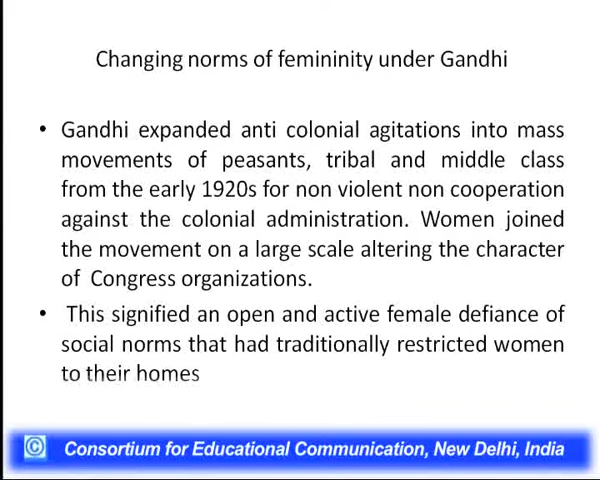 Changing norms of femininity under Gandhi
• Gandhi expanded anti colonial agitations into mass
movements of peasants, tribal and middle class
from the early 1920s for non violent non cooperation
against the colonial administration. Women joined
the movement on a large scale altering the character
of Congress organizations.
• This signified an open and active female defiance of
social norms that had traditionally restricted women
to their homes
© Consortium for Educational Communication, New Delhi, India